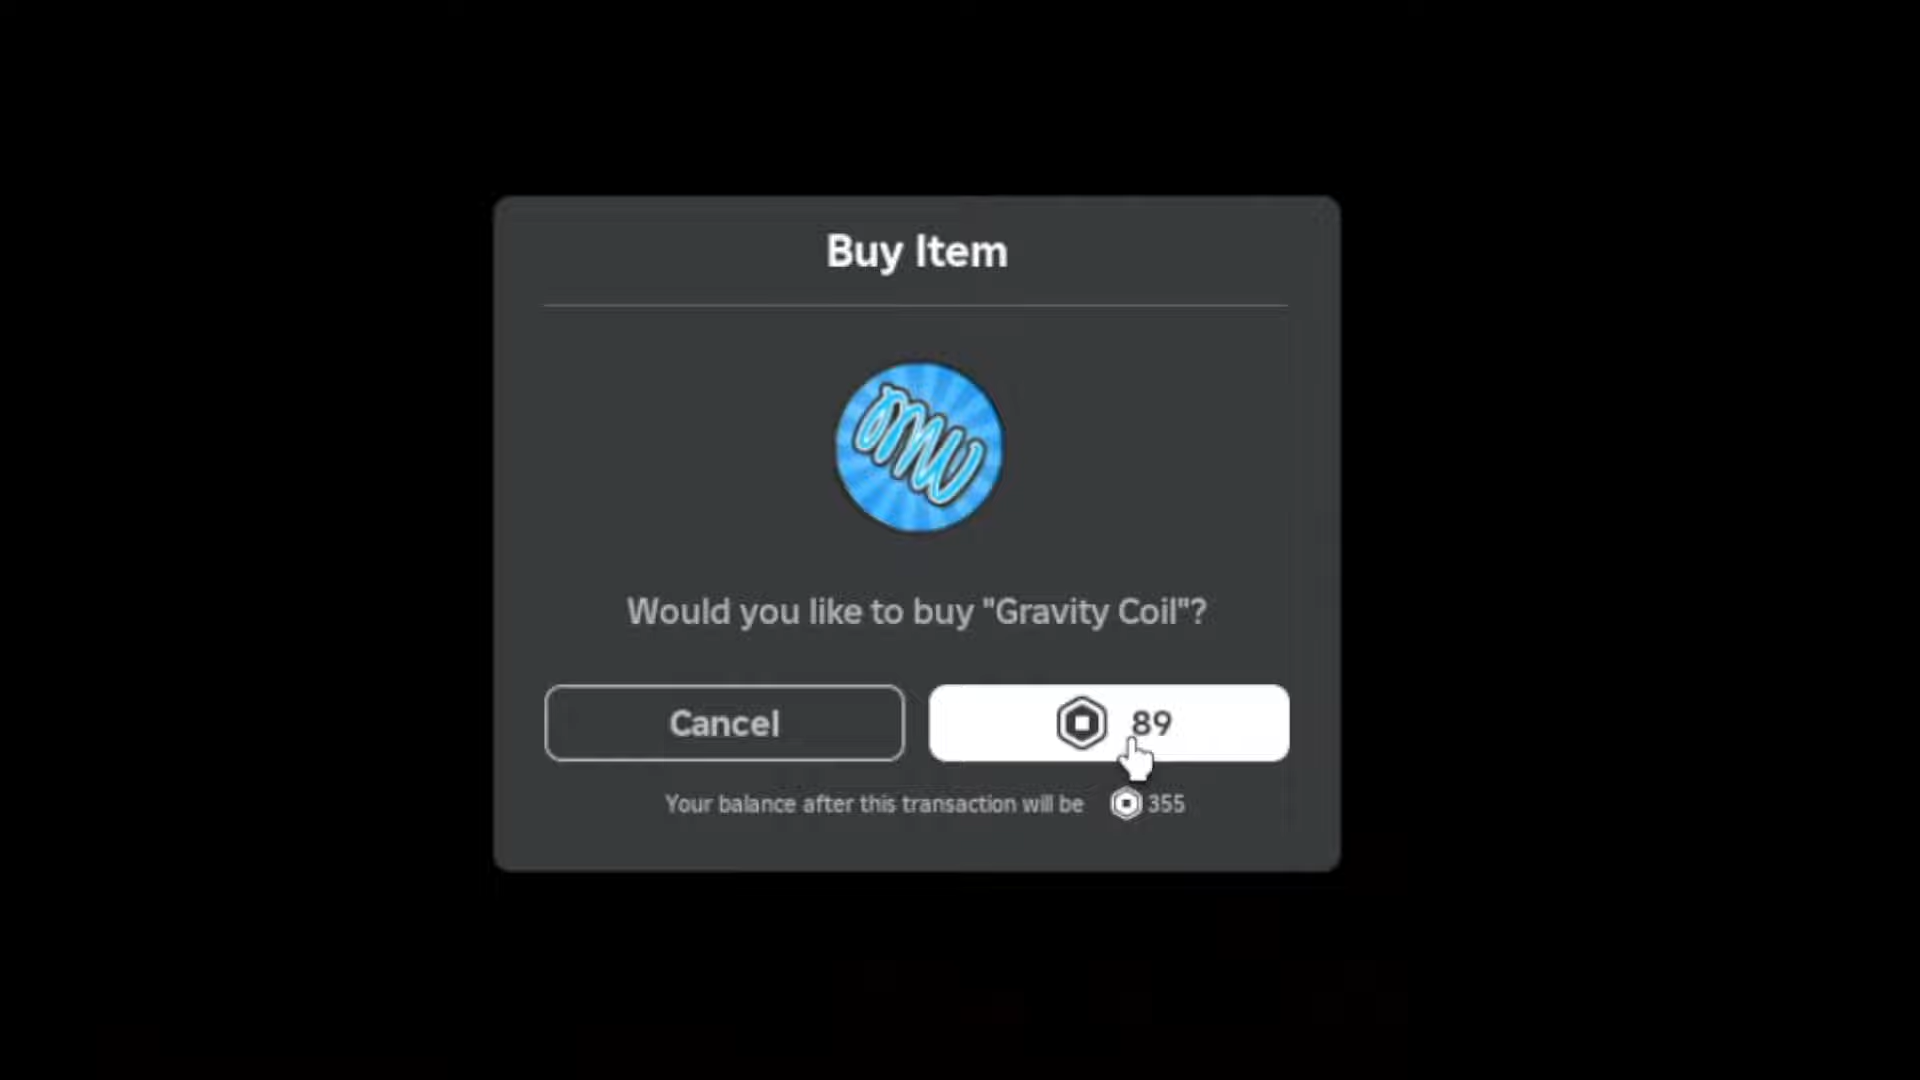 Buy Item
Would you like to buy "Gravity Coil"?
Cancel
89
Your balance after this transaction will be 355